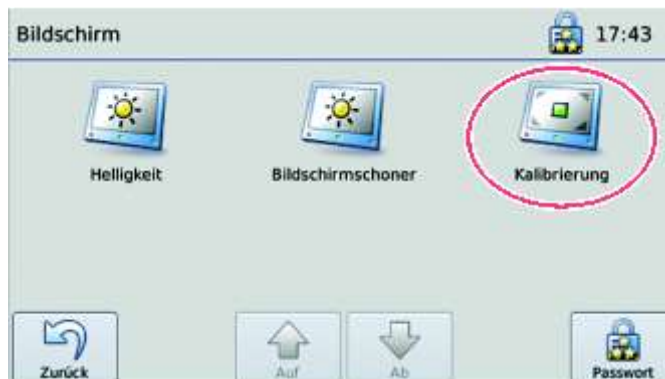 Bildschirm 17:43
Helligkeit Bildschirmschoner Kalibrierung
Zurück Auf Ab Passwort